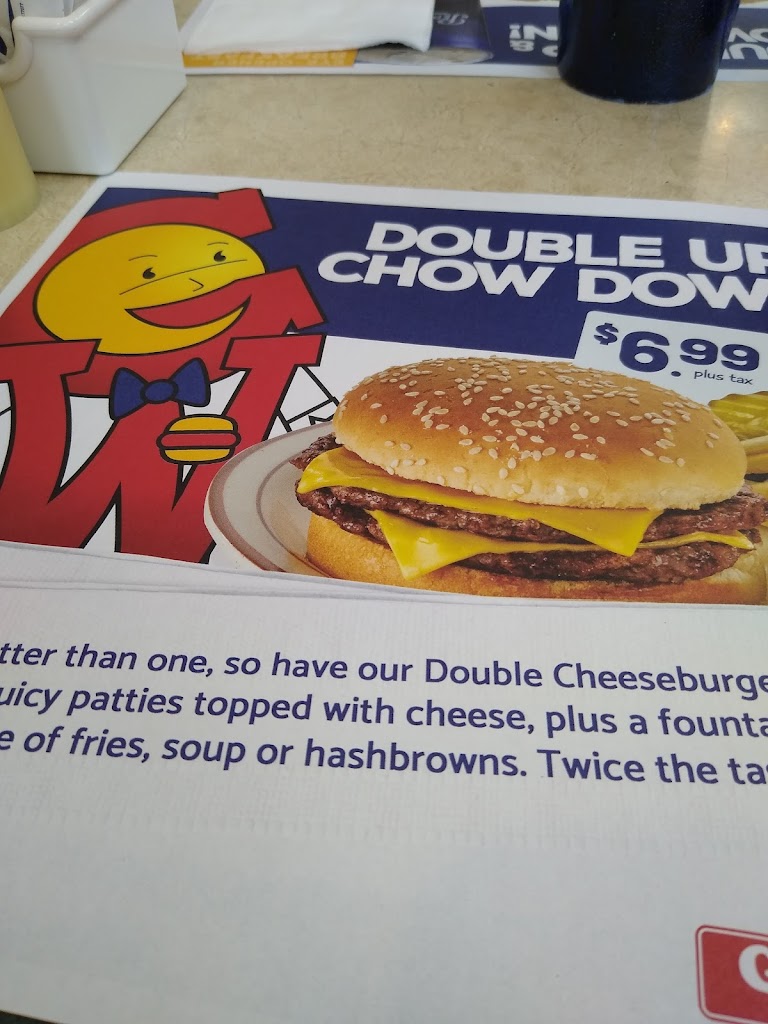 DOUBLE UP
CHOW DOW
$6.99
plus tax
tter than one, so have our Double Cheeseburge
uicy patties topped with cheese, plus a founta
e of fries, soup or hashbrowns. Twice the ta